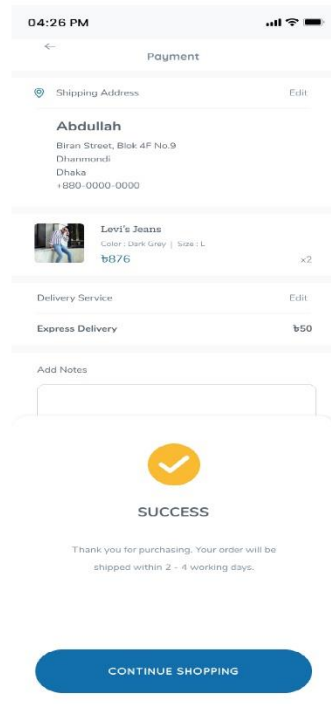 04:26 PM
Payment
Shipping Address Edit
Abdullah
Biran Street, Blok 4F No.9
Dhanmondi
Dhaka
+880-0000-0000
Levi's Jeans
Color : Dark Gray | Size : L
৳876 x2
Delivery Service Edit
Express Delivery ৳50
Add Notes
SUCCESS
Thank you for purchasing. Your order will be
shipped within 2 - 4 working days.
CONTINUE SHOPPING